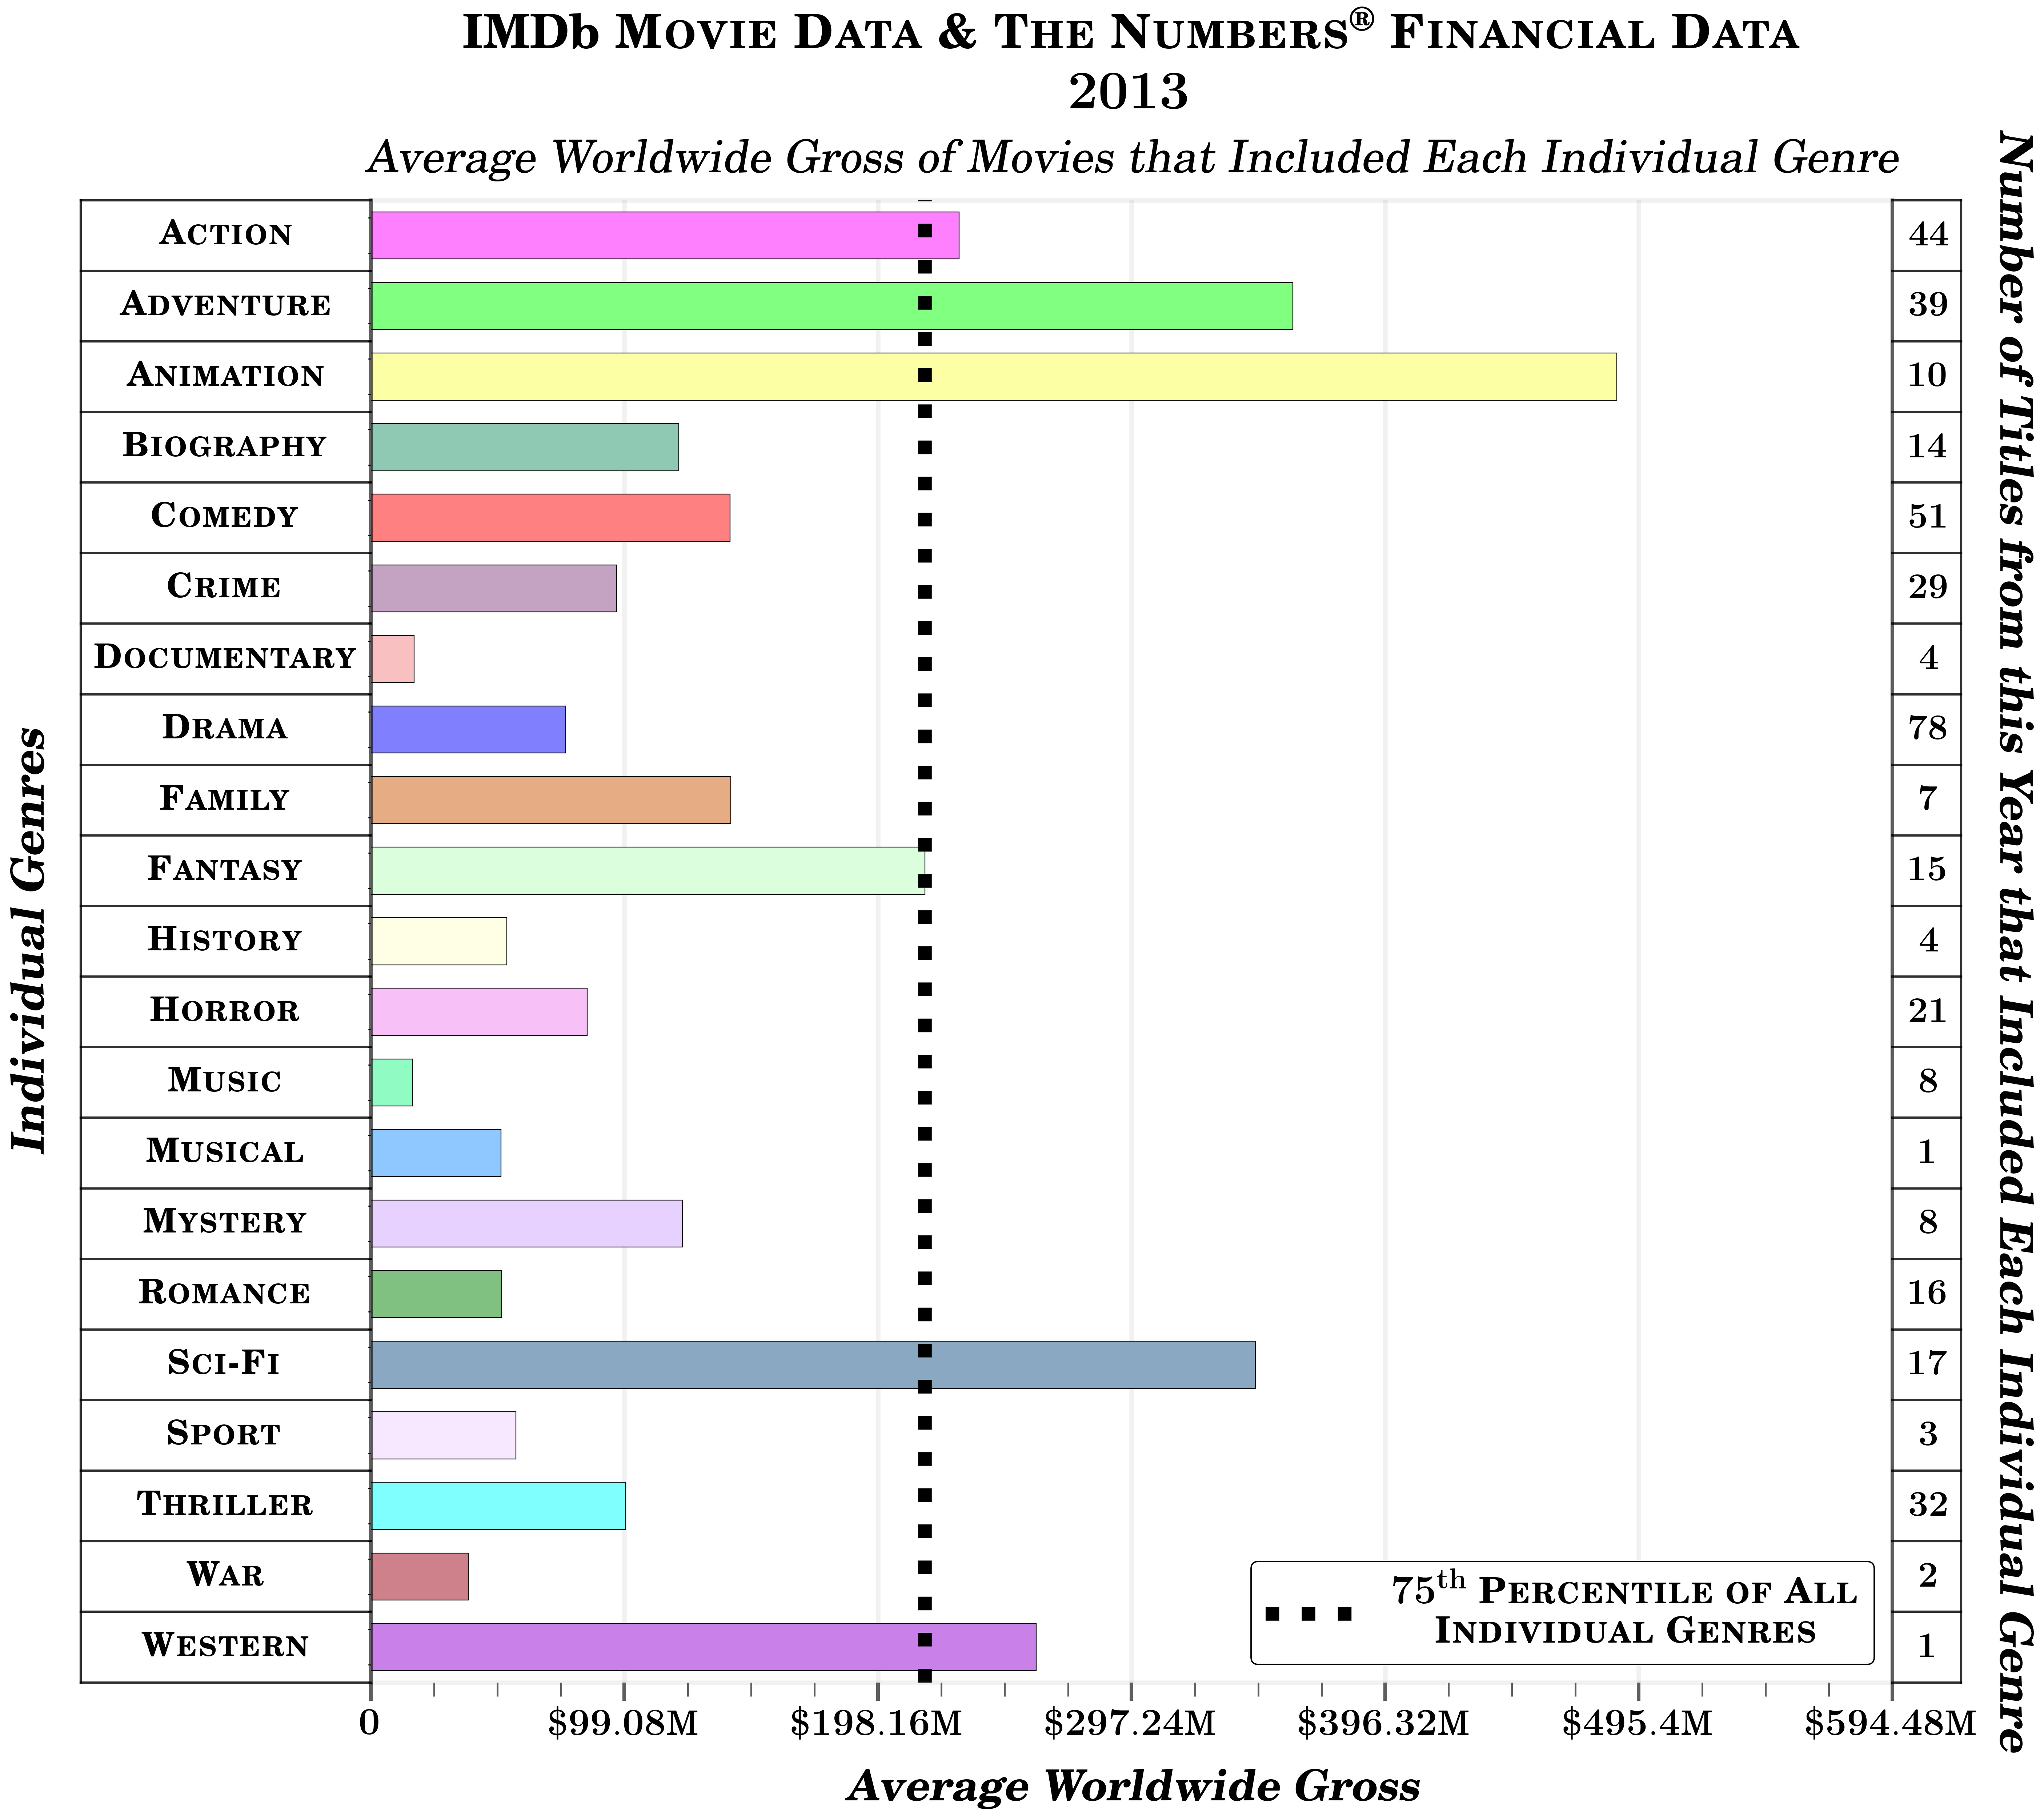 IMDb Movie Data & The Numbers® Financial Data
2013
Average Worldwide Gross of Movies that Included Each Individual Genre
Individual Genres
Action 44
Adventure 39
Animation 10
Biography 14
Comedy 51
Crime 29
Documentary 4
Drama 78
Family 7
Fantasy 15
History 4
Horror 21
Music 8
Musical 1
Mystery 8
Romance 16
Sci-Fi 17
Sport 3
Thriller 32
War 2
Western 1
Number of Titles from this Year that Included Each Individual Genre
75th Percentile of All
Individual Genres
0 $99.08M $198.16M $297.24M $396.32M $495.4M $594.48M
Average Worldwide Gross